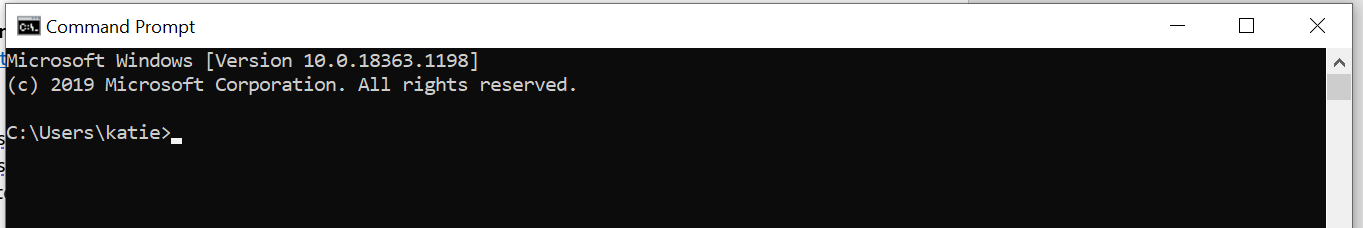 Command Prompt
Microsoft Windows [Version 10.0.18363.1198]
(c) 2019 Microsoft Corporation. All rights reserved.
C:\Users\katie>